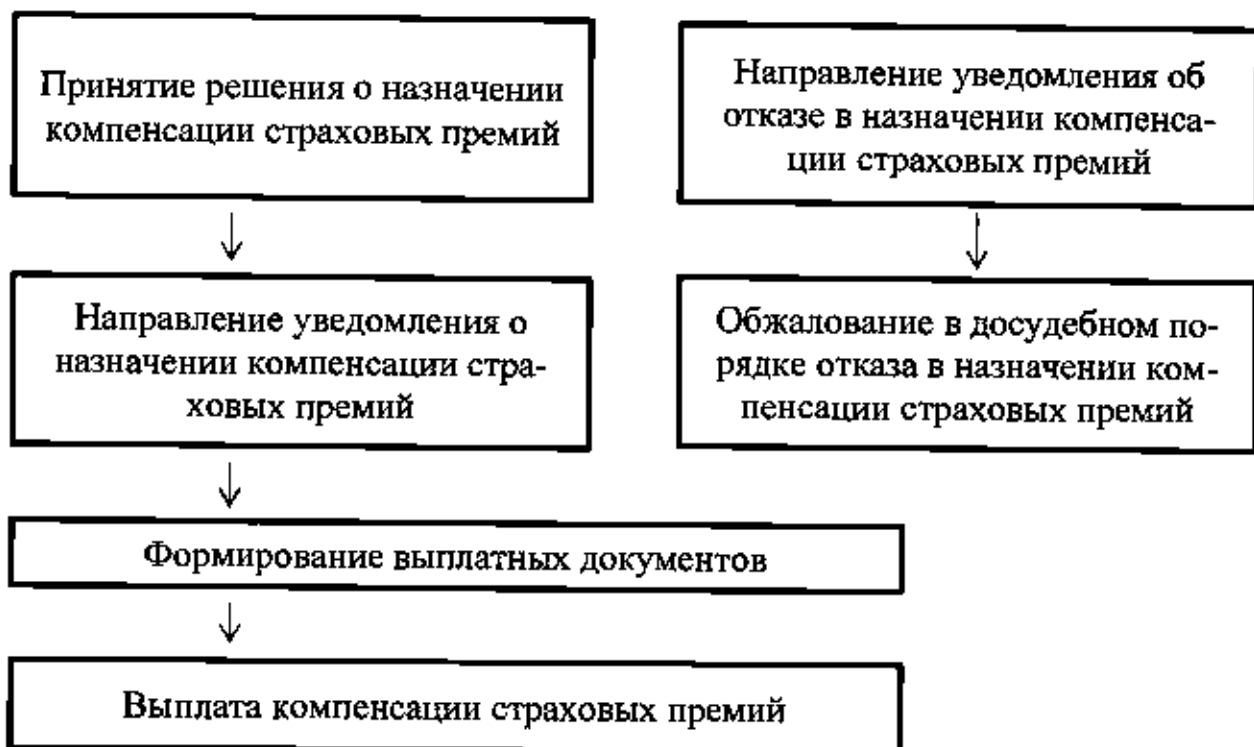 Принятие решения о назначении
компенсации страховых премий
Направление уведомления об
отказе в назначении компенса-
ции страховых премий
Направление уведомления о
назначении компенсации стра-
ховых премий
Обжалование в досудебном по-
рядке отказа в назначении ком-
пенсации страховых премий
Формирование выплатных документов
Выплата компенсации страховых премий